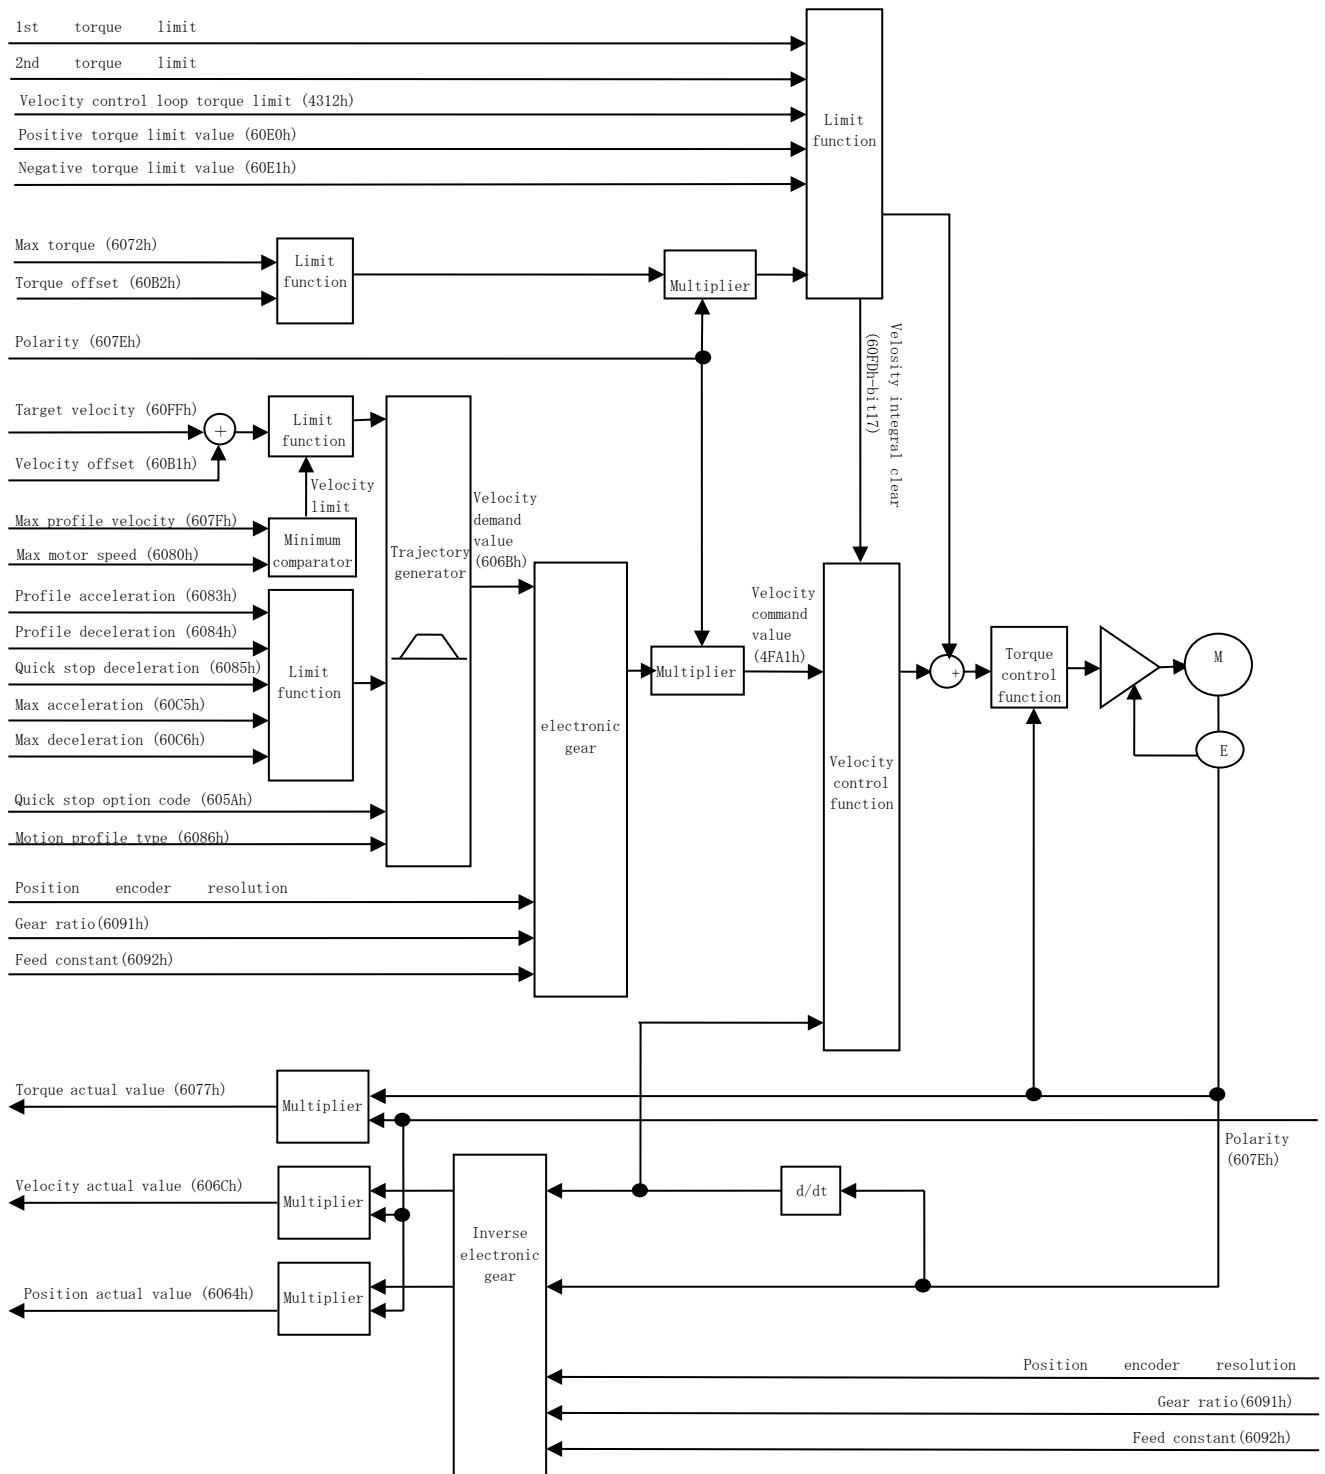 1st torque limit
2nd torque limit
Velocity control loop torque limit (4312h)
Positive torque limit value (60E0h)
Negative torque limit value (60E1h)
Limit
function
Max torque (6072h)
Torque offset (60B2h)
Limit
function
Multiplier
Polarity (607Eh)
Velosity integral clear
(60FDh-bit17)
Target velocity (60FFh)
+
Velocity offset (60B1h)
Limit
function
Velocity
limit
Max profile velocity (607Fh)
Max motor speed (6080h)
Minimum
comparator
Profile acceleration (6083h)
Profile deceleration (6084h)
Quick stop deceleration (6085h)
Max acceleration (60C5h)
Max deceleration (60C6h)
Limit
function
Quick stop option code (605Ah)
Motion profile type (6086h)
Trajectory
generator
Velocity
demand
value
(606Bh)
Position encoder resolution
Gear ratio(6091h)
Feed constant(6092h)
electronic
gear
Multiplier
Velocity
command
value
(4FA1h)
Velocity
control
function
+
Torque
control
function
M
E
Torque actual value (6077h)
Multiplier
Polarity
(607Eh)
Velocity actual value (606Ch)
Multiplier
d/dt
Inverse
electronic
gear
Position actual value (6064h)
Multiplier
Position encoder resolution
Gear ratio(6091h)
Feed constant(6092h)